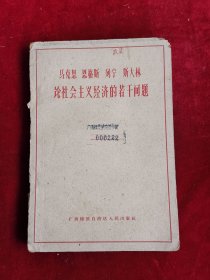 马克思 恩格斯 列宁 斯大林
论社会主义经济的若干问题
006222
广西僮族自治区人民出版社